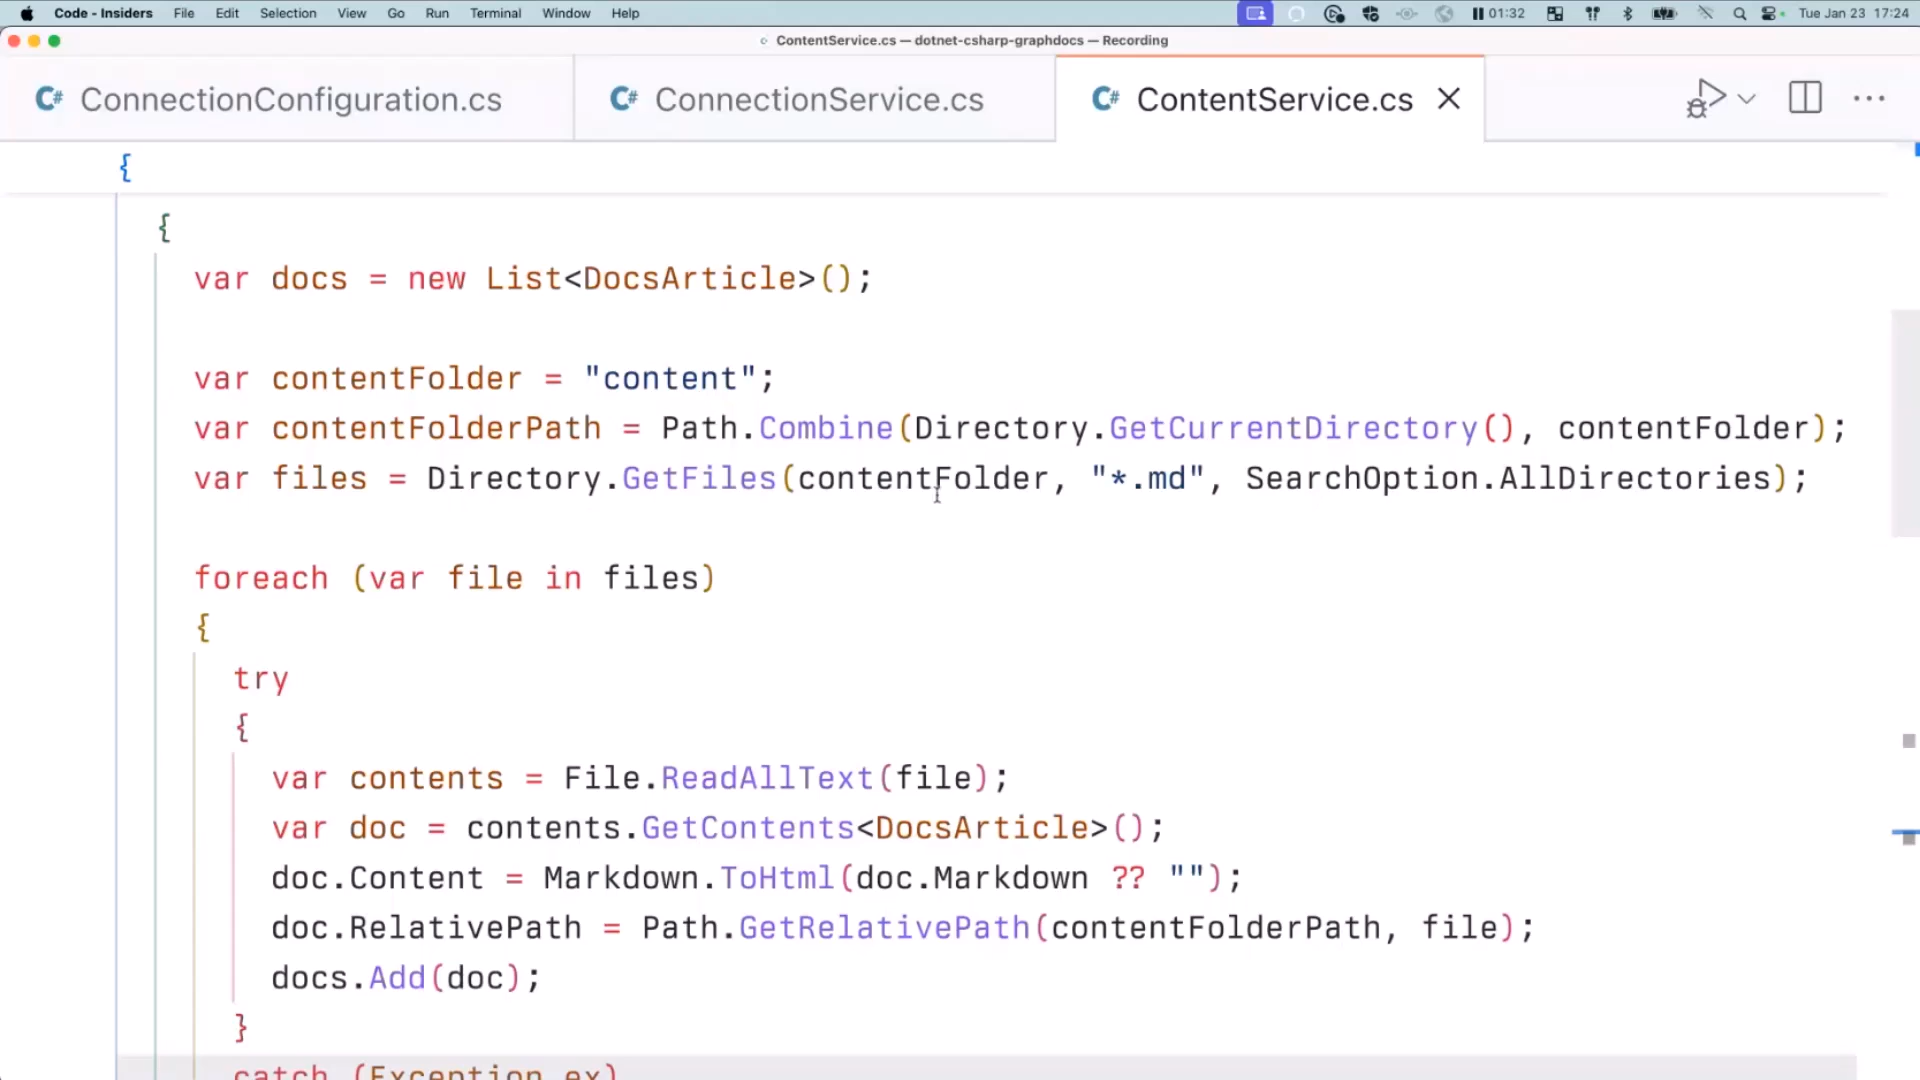 Code - Insiders File Edit Selection View Go Run Terminal Window Help 01:32 Tue Jan 23 17:24
ContentService.cs — dotnet-csharp-graphdocs — Recording
C# ConnectionConfiguration.cs C# ConnectionService.cs C# ContentService.cs
{
{
var docs = new List<DocsArticle>();
var contentFolder = "content";
var contentFolderPath = Path.Combine(Directory.GetCurrentDirectory(), contentFolder);
var files = Directory.GetFiles(contentFolder, "*.md", SearchOption.AllDirectories);
foreach (var file in files)
{
try
{
var contents = File.ReadAllText(file);
var doc = contents.GetContents<DocsArticle>();
doc.Content = Markdown.ToHtml(doc.Markdown ?? "");
doc.RelativePath = Path.GetRelativePath(contentFolderPath, file);
docs.Add(doc);
}
catch (Exception ex)